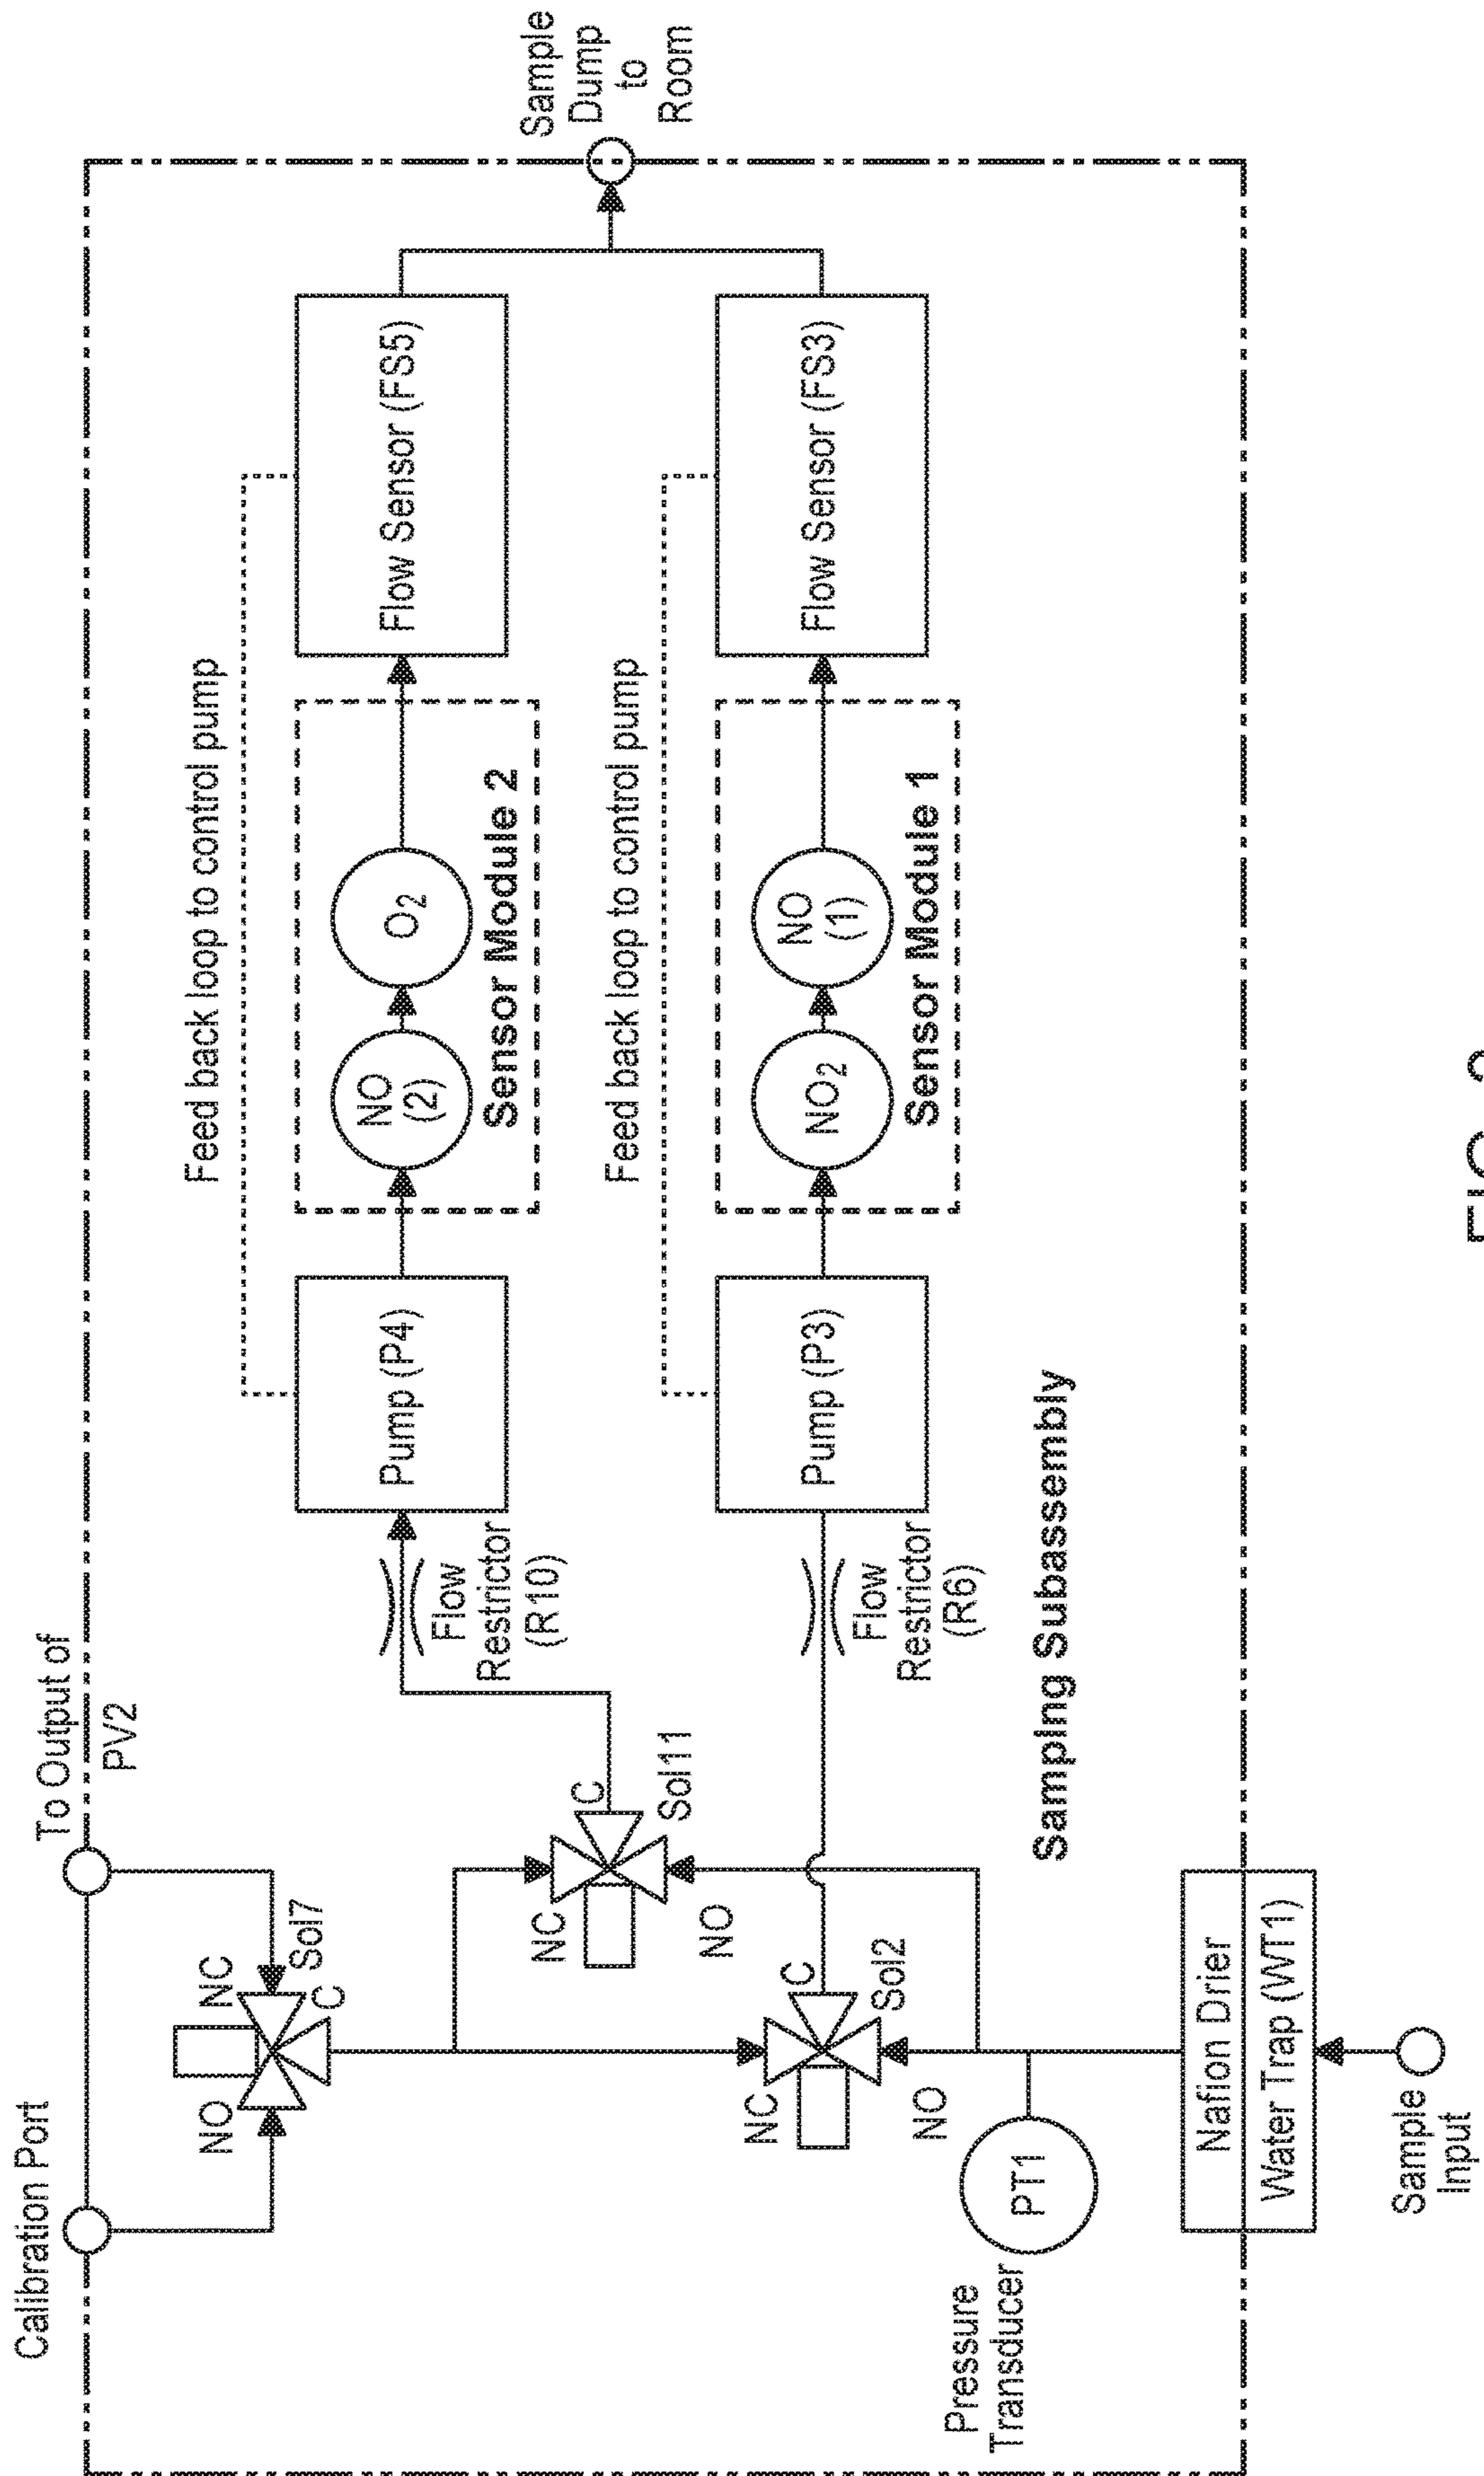 Calibration Port
To Output of
PV2
NO
NC
Sol7
C
NC
C
Sol11
NO
NC
C
Sol2
NO
Flow
Restrictor
(R10)
Flow
Restrictor
(R6)
Feed back loop to control pump
Pump (P4)
NO
(2)
O2
Sensor Module 2
Flow Sensor (FS5)
Feed back loop to control pump
Pump (P3)
NO2
NO
(1)
Sensor Module 1
Flow Sensor (FS3)
Sample
Dump
to
Room
Sampling Subassembly
Pressure
Transducer
PT1
Nafion Drier
Water Trap (WT1)
Sample
Input